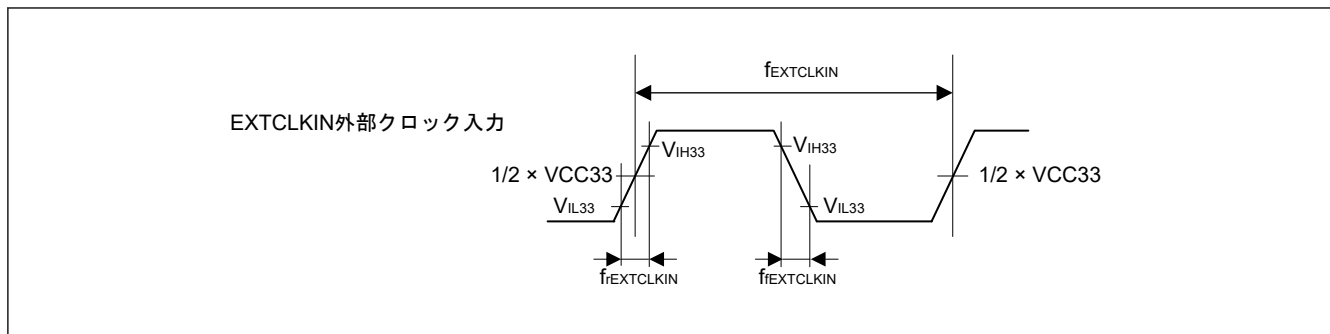 fEXTCLKIN
EXTCLKIN外部クロック入力
VIH33
VIH33
1/2 × VCC33
1/2 × VCC33
VIL33
VIL33
frEXTCLKIN
ffEXTCLKIN